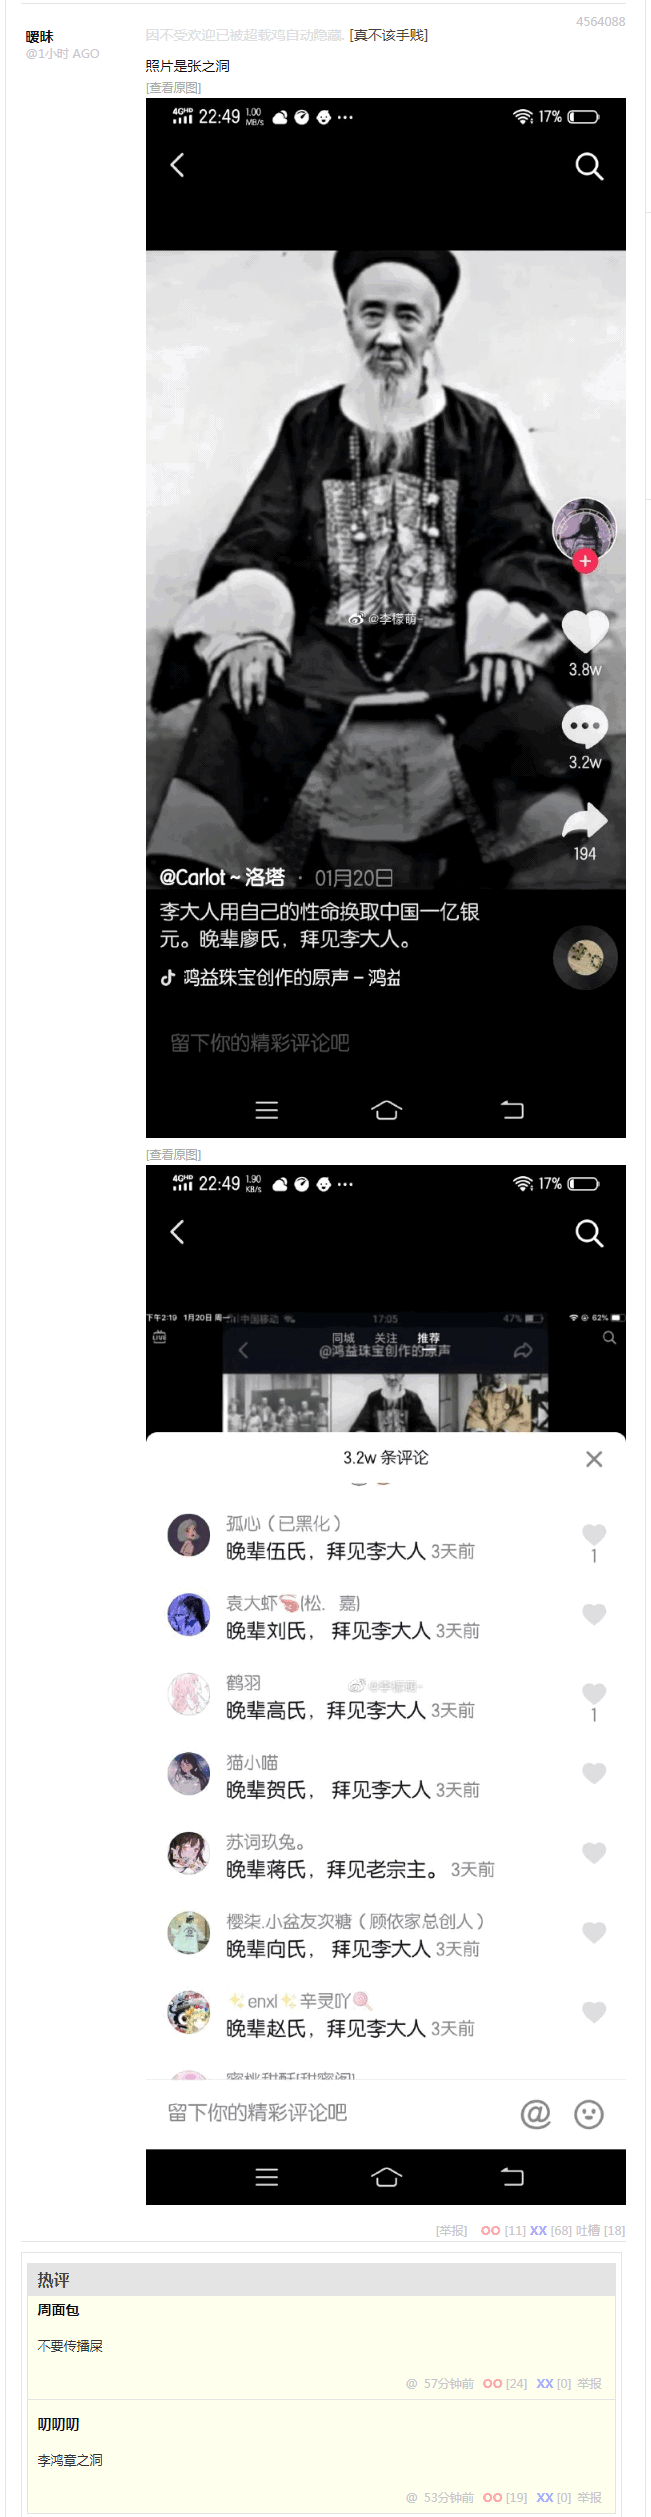 4564088
暧昧
@1小时 AGO
因不受欢迎已被超载鸡自动隐藏. [真不该手贱]
照片是张之洞
[查看原图]
4GHD 22:49 1.00 MB/s ··· 17%
@李檬萌~
3.8w
3.2w
194
@Carlot ~ 洛塔 · 01月20日
李大人用自己的性命换取中国一亿银
元。晚辈廖氏，拜见李大人。
鸿益珠宝创作的原声 – 鸿益
留下你的精彩评论吧
[查看原图]
4GHD 22:49 1.90 KB/s ··· 17%
下午2:19 1月20日 周一 中国移动 17:05 47% 62%
LIVE 同城 关注 推荐
@鸿益珠宝创作的原声
3.2w 条评论
孤心（已黑化）
晚辈伍氏，拜见李大人 3天前
1
袁大虾🦐(松. 嘉)
晚辈刘氏， 拜见李大人 3天前
鹤羽
@李檬萌~
晚辈高氏，拜见李大人 3天前
1
猫小喵
晚辈贺氏， 拜见李大人 3天前
苏词玖兔。
晚辈蒋氏，拜见老宗主。 3天前
樱柒.小盆友次糖（顾依家总创人）
晚辈向氏， 拜见李大人 3天前
✨enxl✨辛灵吖🍭
晚辈赵氏，拜见李大人 3天前
留下你的精彩评论吧
[举报] OO [11] XX [68] 吐槽 [18]
热评
周面包
不要传播屎
@ 57分钟前 OO [24] XX [0] 举报
叨叨叨
李鸿章之洞
@ 53分钟前 OO [19] XX [0] 举报